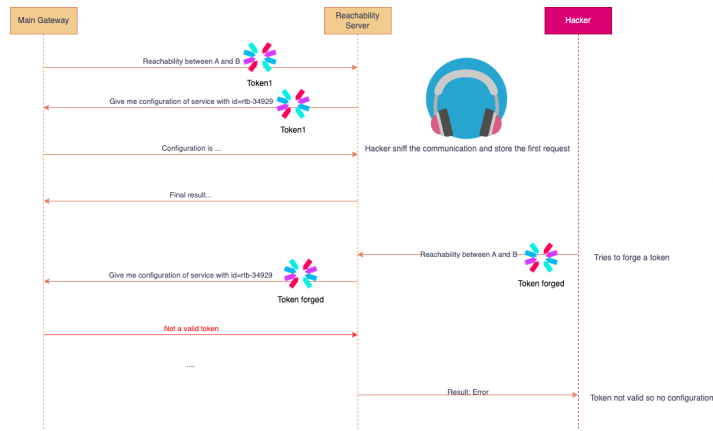 Main Gateway
Reachability
Server
Hacker
Reachability between A and B
Token1
Give me configuration of service with id=rtb-34929
Token1
Configuration is ...
Hacker sniff the communication and store the first request
Final result...
Reachability between A and B
Tries to forge a token
Token forged
Give me configuration of service with id=rtb-34929
Token forged
Not a valid token
....
Result: Error
Token not valid so no configuration